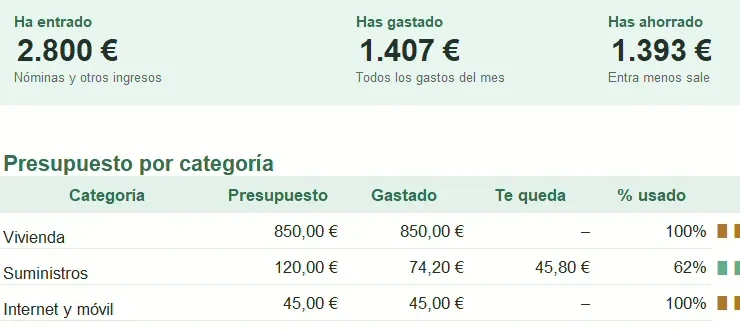 Ha entrado Has gastado Has ahorrado
2.800 € 1.407 € 1.393 €
Nóminas y otros ingresos Todos los gastos del mes Entra menos sale
Presupuesto por categoría
Categoría Presupuesto Gastado Te queda % usado
Vivienda 850,00 € 850,00 € – 100%
Suministros 120,00 € 74,20 € 45,80 € 62%
Internet y móvil 45,00 € 45,00 € – 100%